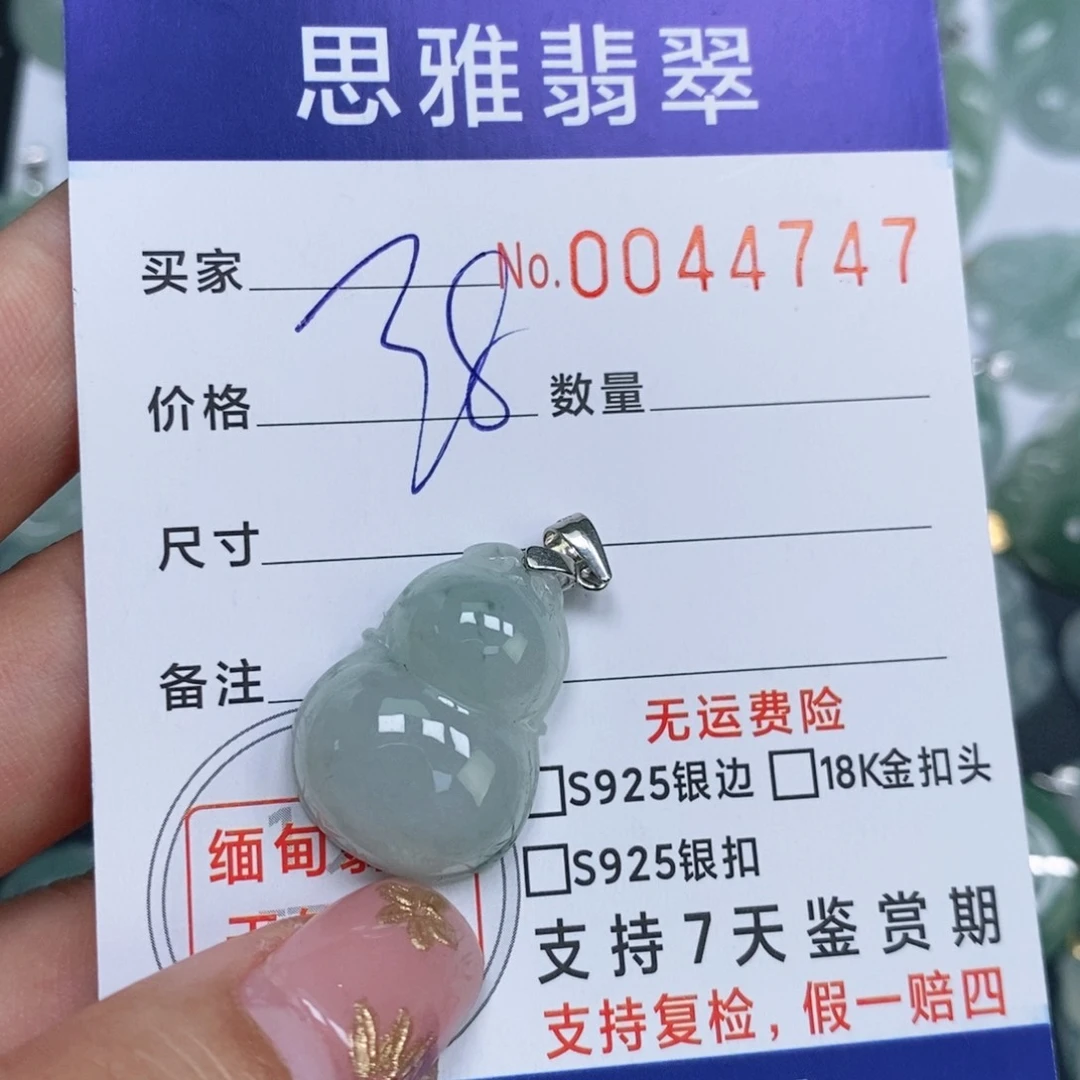 思雅翡翠
买家 No.0044747
38
价格 数量
尺寸
备注
无运费险
S925银边 18K金扣头
缅甸
S925银扣
支持7天鉴赏期
支持复检，假一赔四